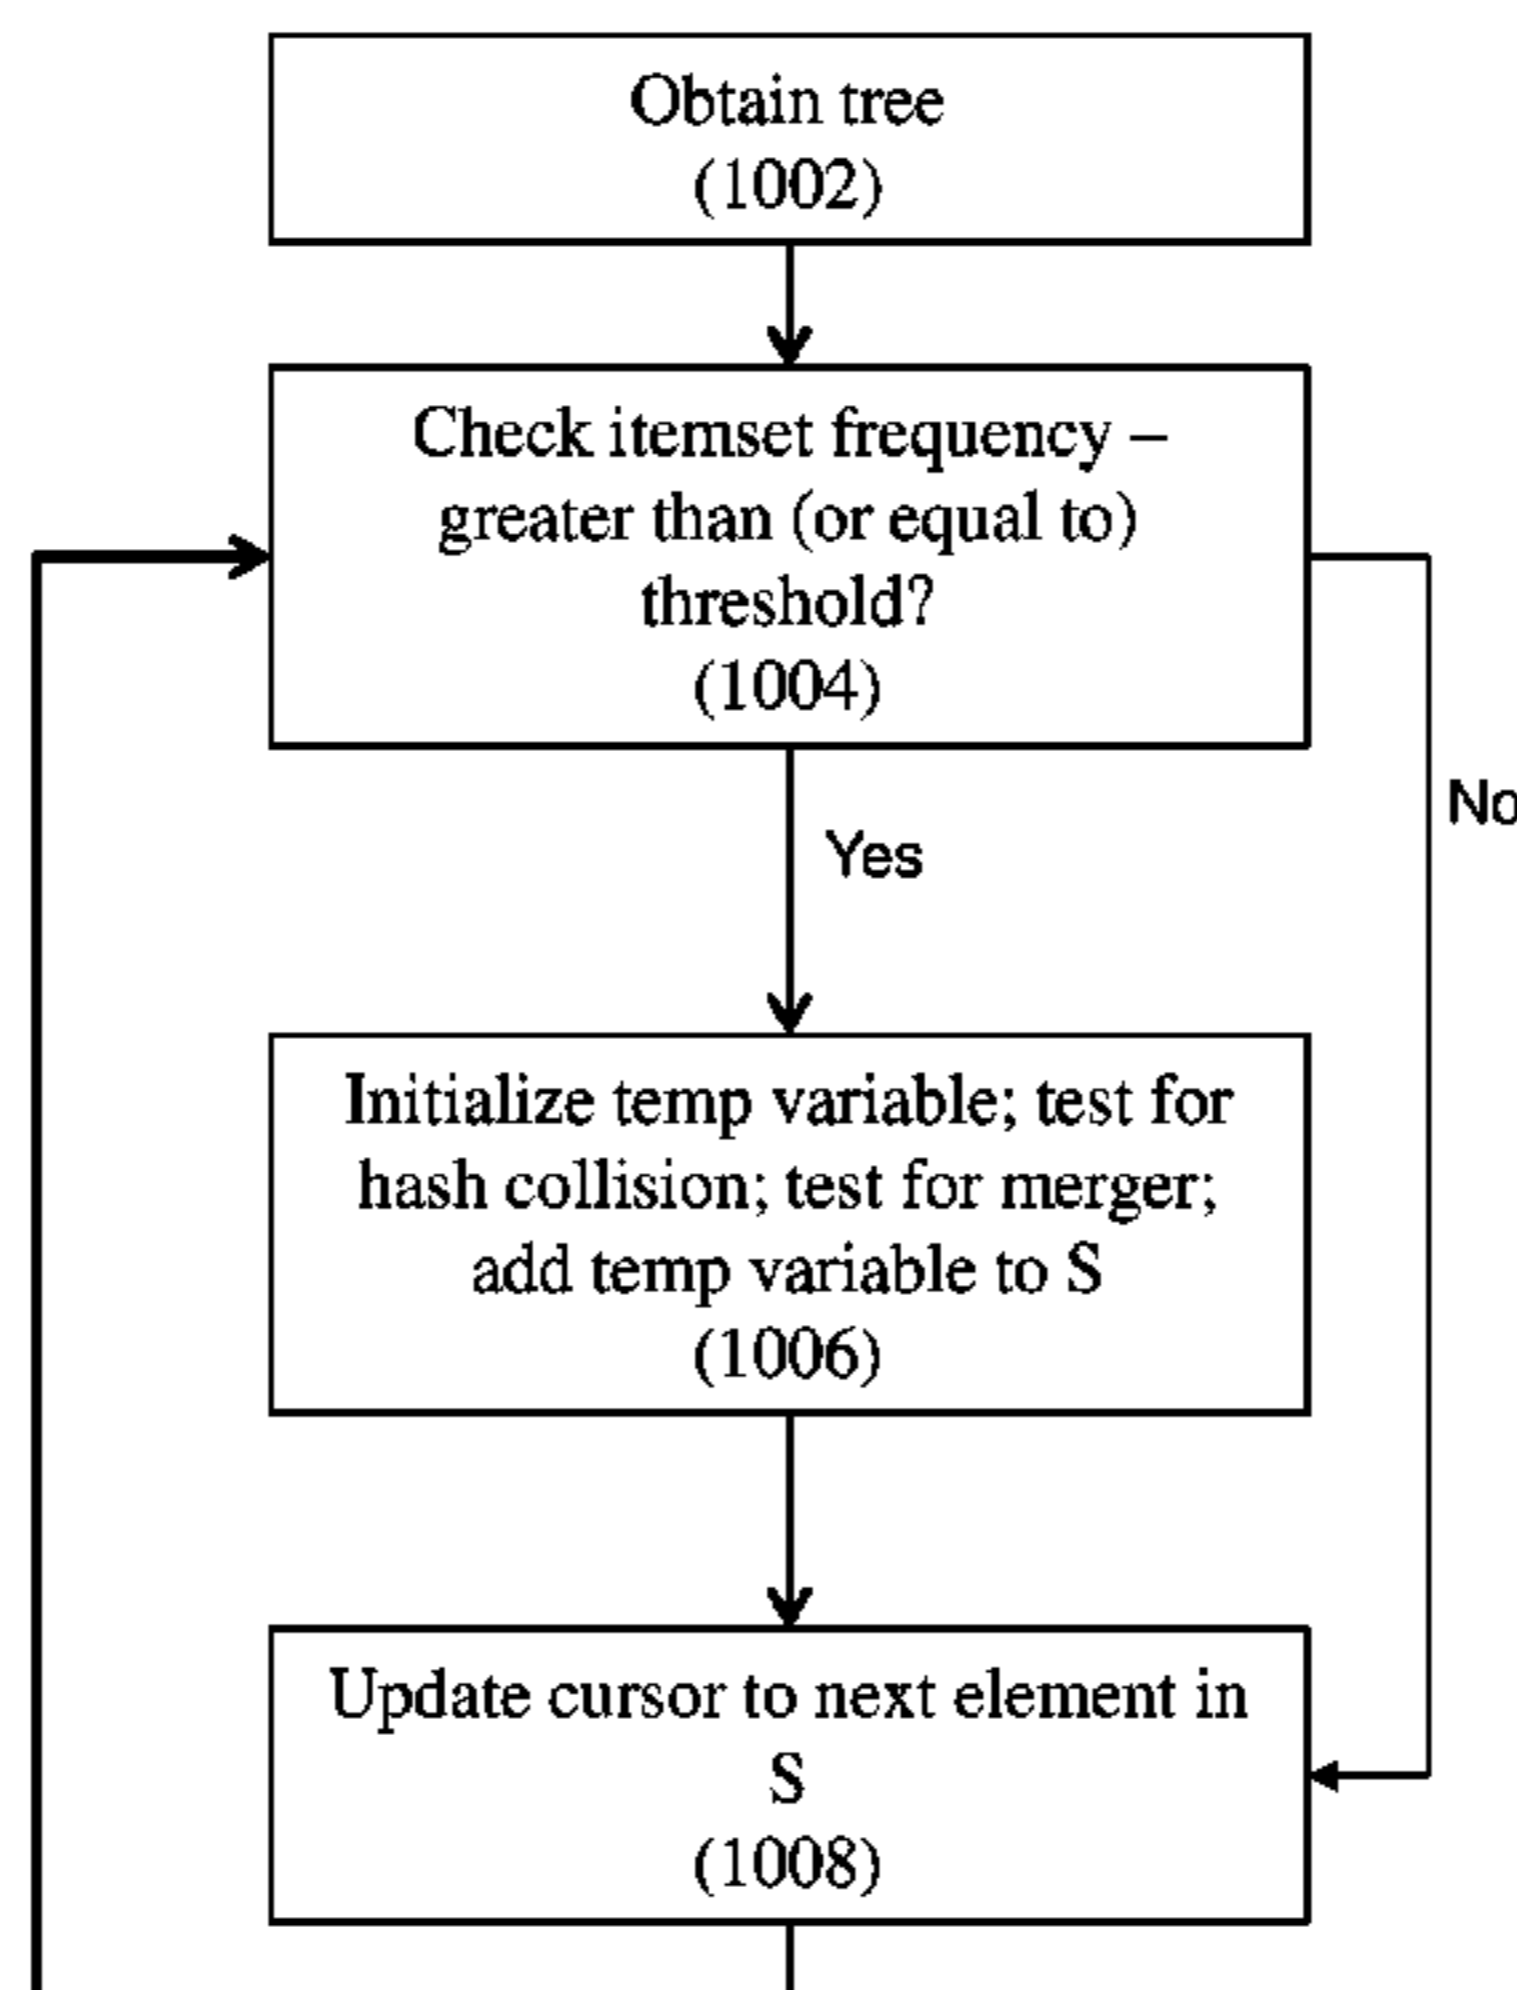 Obtain tree
(1002)
Check itemset frequency –
greater than (or equal to)
threshold?
(1004)
No
Yes
Initialize temp variable; test for
hash collision; test for merger;
add temp variable to S
(1006)
Update cursor to next element in
S
(1008)